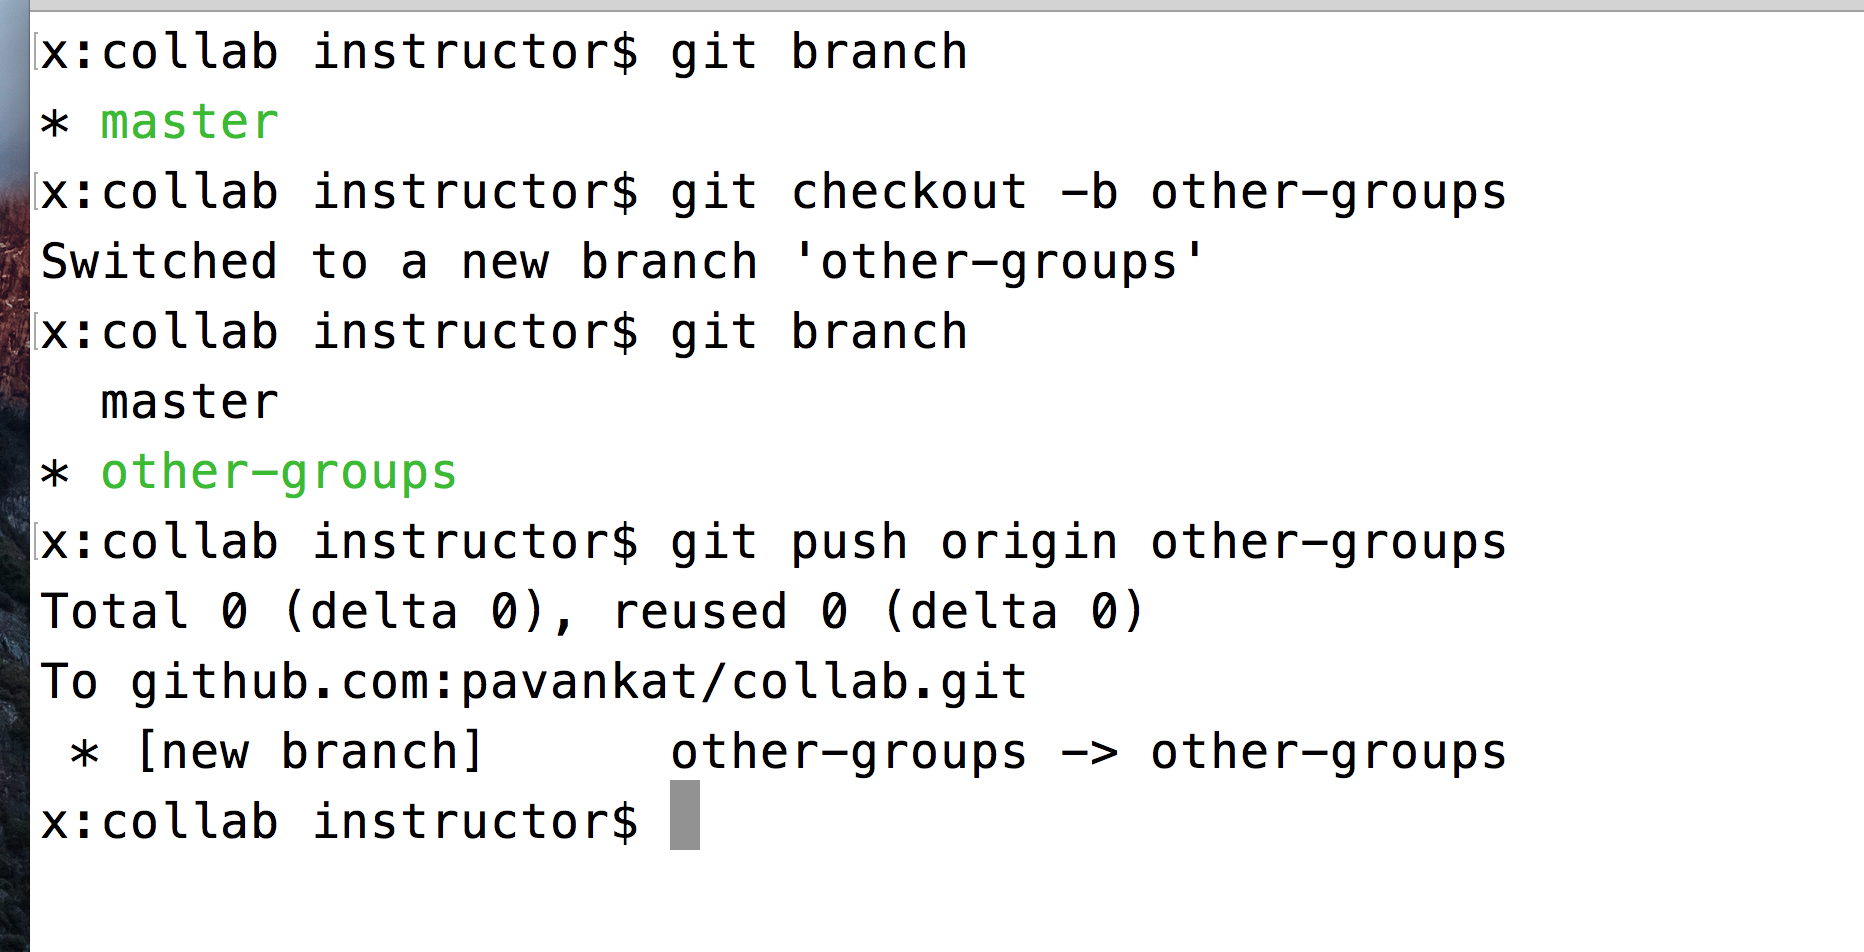 x:collab instructor$ git branch
* master
x:collab instructor$ git checkout -b other-groups
Switched to a new branch 'other-groups'
x:collab instructor$ git branch
  master
* other-groups
x:collab instructor$ git push origin other-groups
Total 0 (delta 0), reused 0 (delta 0)
To github.com:pavankat/collab.git
 * [new branch]      other-groups -> other-groups
x:collab instructor$